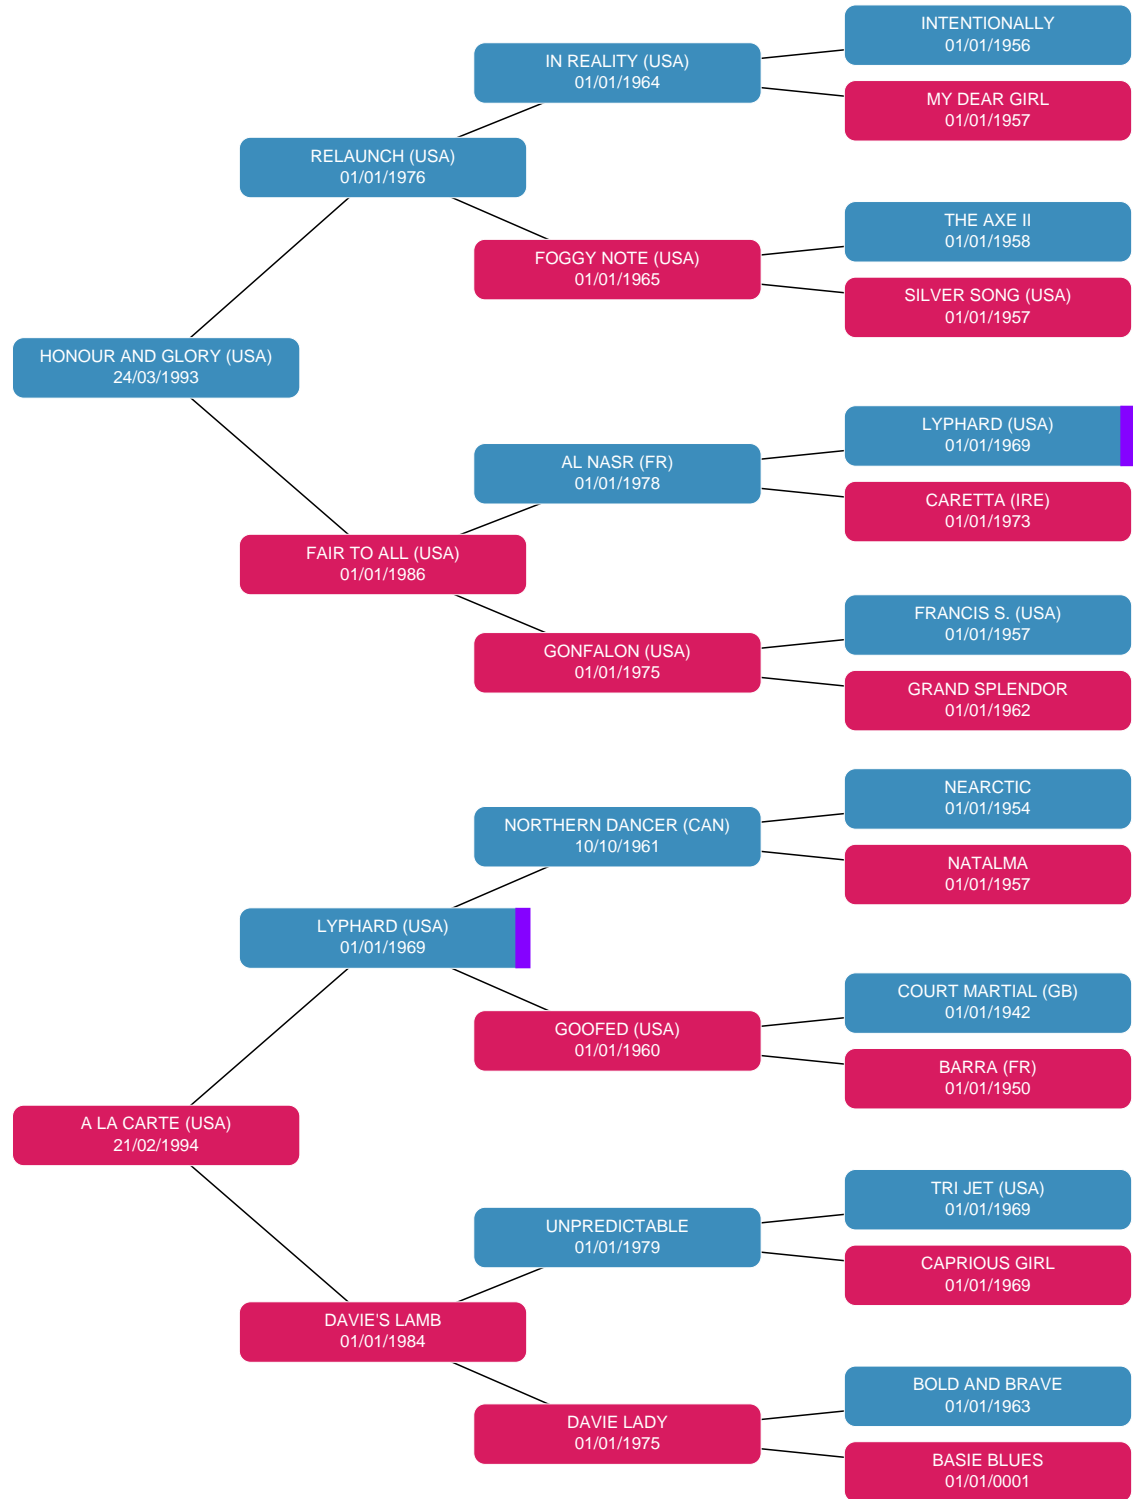 INTENTIONALLY
01/01/1956
IN REALITY (USA)
01/01/1964
MY DEAR GIRL
01/01/1957
RELAUNCH (USA)
01/01/1976
THE AXE II
01/01/1958
FOGGY NOTE (USA)
01/01/1965
SILVER SONG (USA)
01/01/1957
HONOUR AND GLORY (USA)
24/03/1993
LYPHARD (USA)
01/01/1969
AL NASR (FR)
01/01/1978
CARETTA (IRE)
01/01/1973
FAIR TO ALL (USA)
01/01/1986
FRANCIS S. (USA)
01/01/1957
GONFALON (USA)
01/01/1975
GRAND SPLENDOR
01/01/1962
NEARCTIC
01/01/1954
NORTHERN DANCER (CAN)
10/10/1961
NATALMA
01/01/1957
LYPHARD (USA)
01/01/1969
COURT MARTIAL (GB)
01/01/1942
GOOFED (USA)
01/01/1960
BARRA (FR)
01/01/1950
A LA CARTE (USA)
21/02/1994
TRI JET (USA)
01/01/1969
UNPREDICTABLE
01/01/1979
CAPRIOUS GIRL
01/01/1969
DAVIE'S LAMB
01/01/1984
BOLD AND BRAVE
01/01/1963
DAVIE LADY
01/01/1975
BASIE BLUES
01/01/0001